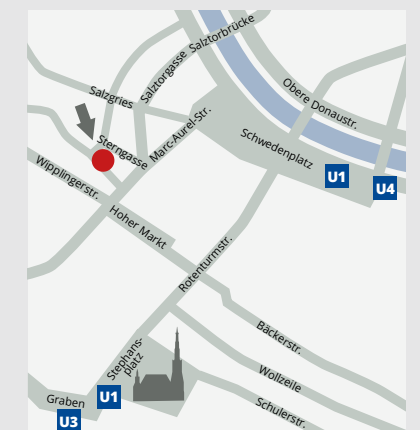 Salztorbrücke
Salztorgasse
Salzgries
Obere Donaustr.
Marc-Aurel-Str.
Sterngasse
Schwedenplatz
U1
U4
Wipplingerstr.
Hoher Markt
Rotenturmstr.
Bäckerstr.
Stephans-
platz
Wollzeile
U1
Graben
Schulerstr.
U3